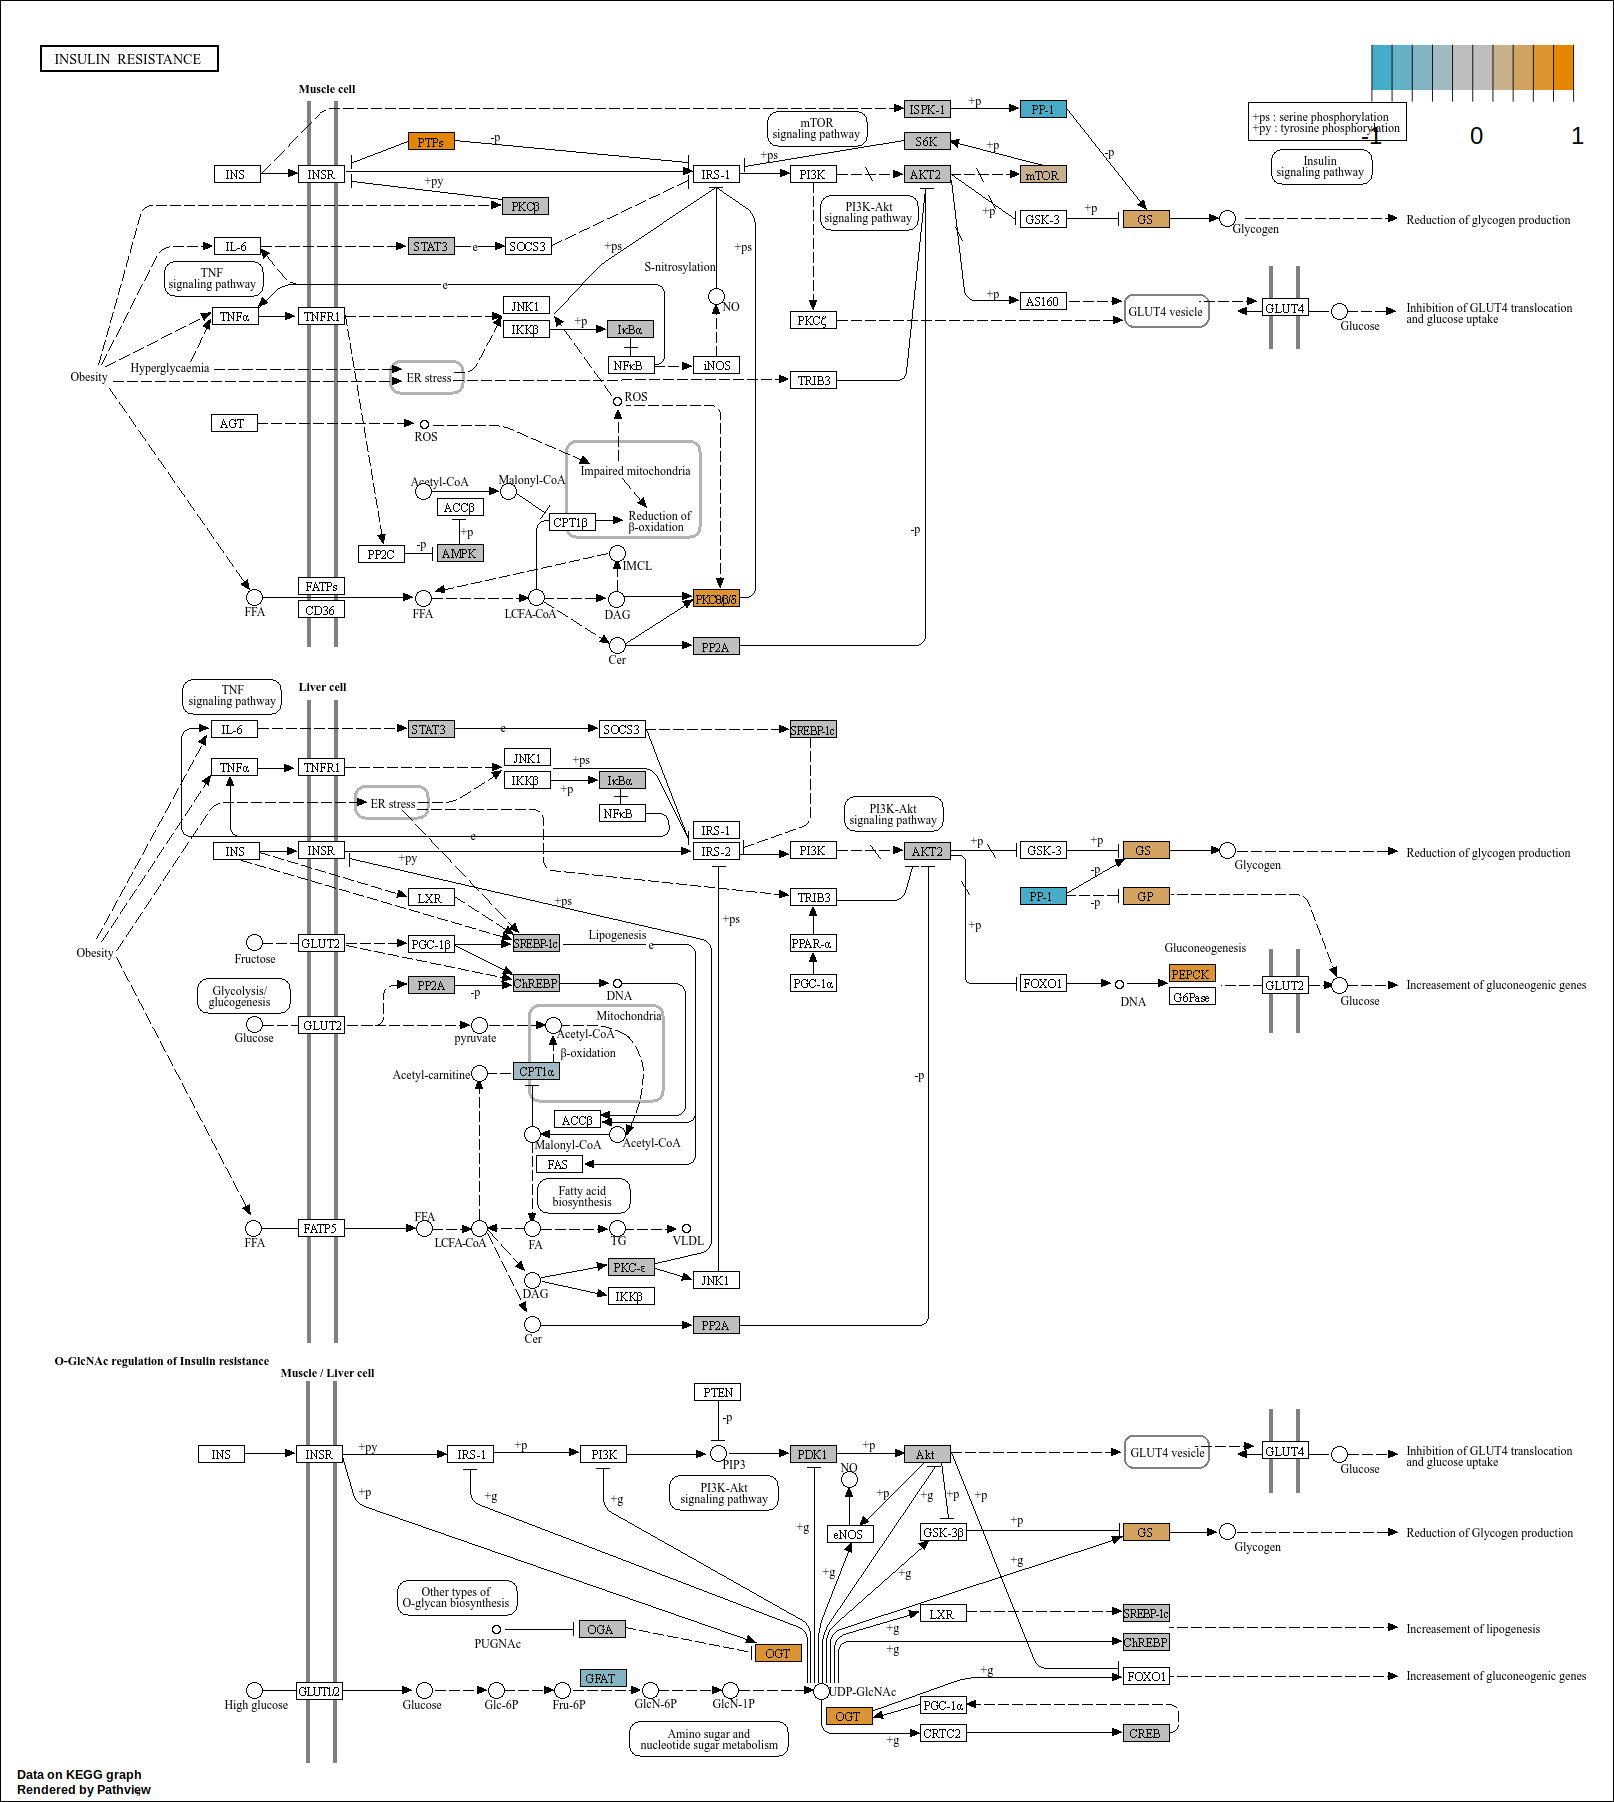 INSULIN RESISTANCE
-1
0
1
+ps : serine phosphorylation
+py : tyrosine phosphorylation
Insulin
signaling pathway
Muscle cell
mTOR
signaling pathway
ISPK-1
+p
PP-1
PTPs
-p
S6K
+p
-p
+ps
INS
INSR
IRS-1
PI3K
AKT2
mTOR
+py
PKCβ
PI3K-Akt
signaling pathway
+p
GSK-3
+p
GS
Glycogen
Reduction of glycogen production
IL-6
STAT3
e
SOCS3
+ps
+ps
TNF
signaling pathway
S-nitrosylation
e
NO
+p
AS160
GLUT4 vesicle
GLUT4
Glucose
Inhibition of GLUT4 translocation
and glucose uptake
TNFα
TNFR1
JNK1
IKKβ
+p
IκBα
PKCζ
NFκB
iNOS
Hyperglycaemia
Obesity
ER stress
TRIB3
ROS
AGT
ROS
Impaired mitochondria
Acetyl-CoA
Malonyl-CoA
ACCβ
CPT1β
Reduction of
β-oxidation
+p
-p
PP2C
-p
AMPK
IMCL
FATPs
FFA
CD36
FFA
LCFA-CoA
DAG
PKCθβ/δ
Cer
PP2A
TNF
signaling pathway
Liver cell
IL-6
STAT3
e
SOCS3
SREBP-1c
TNFα
TNFR1
JNK1
+ps
IKKβ
+p
IκBα
ER stress
NFκB
PI3K-Akt
signaling pathway
e
IRS-1
INS
INSR
IRS-2
PI3K
AKT2
+p
GSK-3
+p
GS
Glycogen
Reduction of glycogen production
+py
-p
LXR
+ps
TRIB3
PP-1
-p
GP
+ps
+p
Obesity
Fructose
GLUT2
PGC-1β
SREBP-1c
Lipogenesis
e
PPAR-α
Gluconeogenesis
PEPCK
G6Pase
Glycolysis/
glucogenesis
PP2A
-p
ChREBP
DNA
PGC-1α
FOXO1
DNA
GLUT2
Glucose
Increasement of gluconeogenic genes
Mitochondria
Glucose
GLUT2
pyruvate
Acetyl-CoA
β-oxidation
Acetyl-carnitine
CPT1α
-p
ACCβ
Malonyl-CoA
Acetyl-CoA
FAS
Fatty acid
biosynthesis
FFA
FATP5
FFA
LCFA-CoA
FA
TG
VLDL
PKC-ε
DAG
JNK1
IKKβ
Cer
PP2A
O-GlcNAc regulation of Insulin resistance
Muscle / Liver cell
PTEN
-p
INS
INSR
+py
IRS-1
+p
PI3K
PIP3
PDK1
+p
Akt
GLUT4 vesicle
GLUT4
Glucose
Inhibition of GLUT4 translocation
and glucose uptake
NO
PI3K-Akt
signaling pathway
+p
+g
+g
+p
+g
+p
+p
+g
eNOS
GSK-3β
+p
GS
Glycogen
Reduction of Glycogen production
+g
+g
+g
Other types of
O-glycan biosynthesis
LXR
SREBP-1c
Increasement of lipogenesis
PUGNAc
OGA
+g
+g
ChREBP
OGT
GFAT
+g
FOXO1
Increasement of gluconeogenic genes
High glucose
GLUT1/2
Glucose
Glc-6P
Fru-6P
GlcN-6P
GlcN-1P
UDP-GlcNAc
OGT
PGC-1α
Amino sugar and
nucleotide sugar metabolism
+g
CRTC2
CREB
Data on KEGG graph
Rendered by Pathview